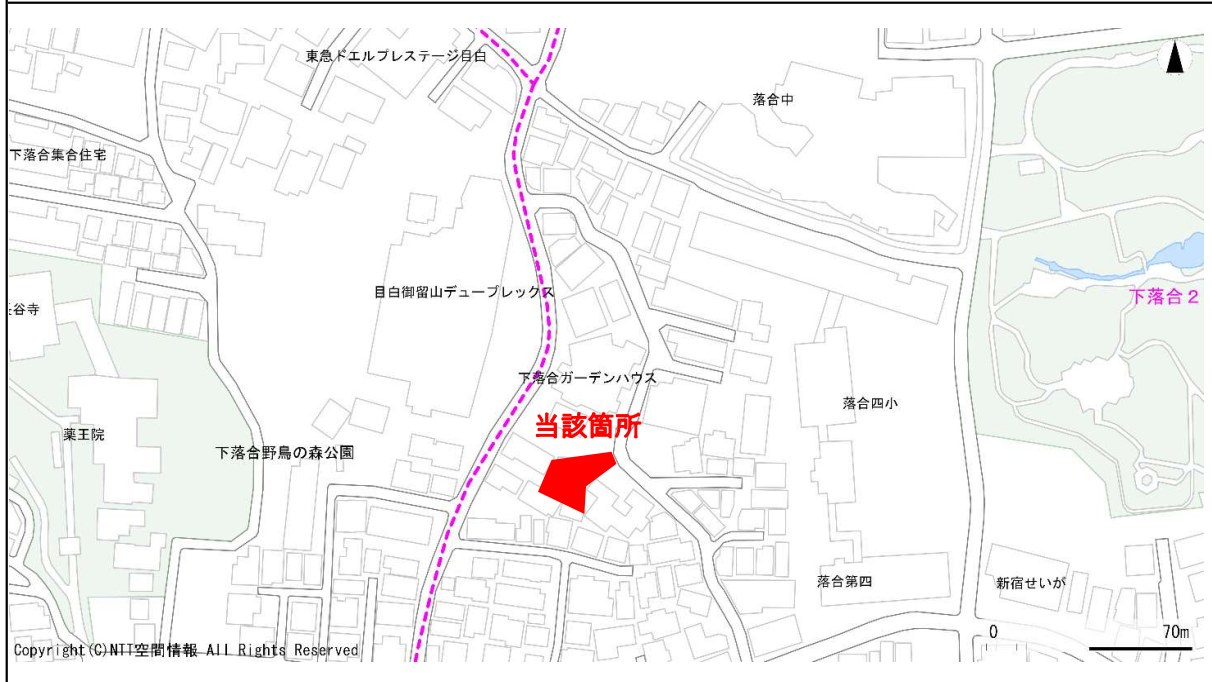 東急ドエルプレステージ目白
落合中
下落合集合住宅
目白御留山デュープレックス
下落合2
長谷寺
下落合ガーデンハウス
落合四小
当該箇所
薬王院
下落合野鳥の森公園
落合第四
新宿せいが
0 70m
Copyright(C)NTT空間情報 All Rights Reserved